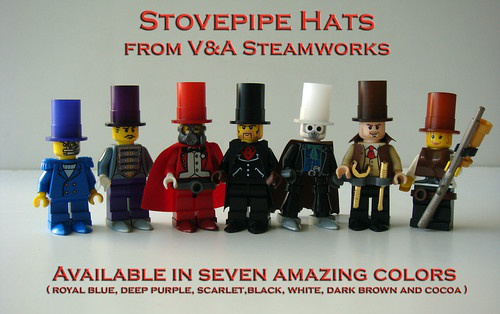 Stovepipe Hats
from V&A Steamworks
Available in seven amazing colors
( royal blue, deep purple, scarlet,black, white, dark brown and cocoa )